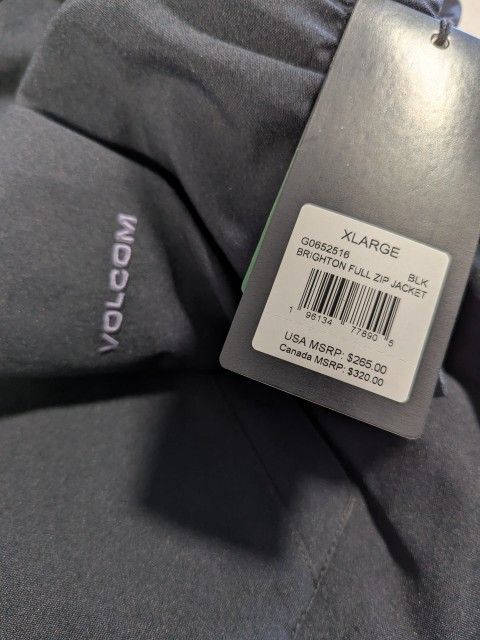 VOLCOM
XLARGE
G0652516 BLK
BRIGHTON FULL ZIP JACKET
1 96134 77890 5
USA MSRP: $265.00
Canada MSRP: $320.00